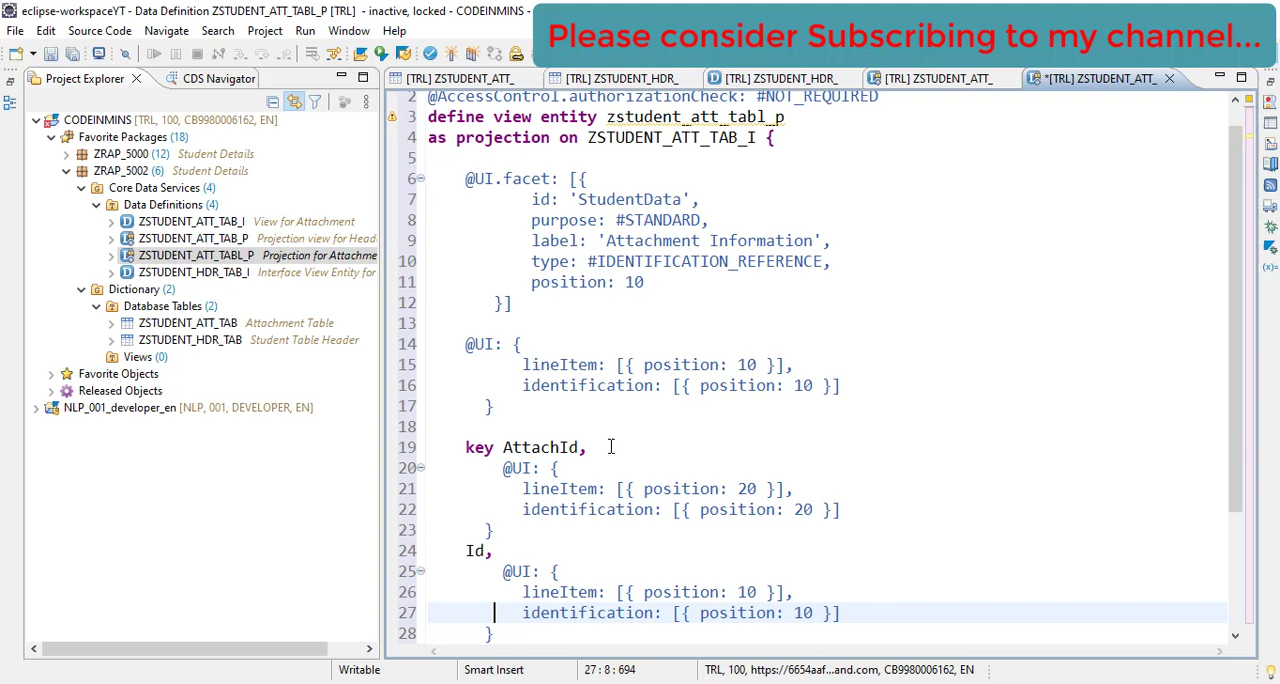 eclipse-workspaceYT - Data Definition ZSTUDENT_ATT_TABL_P [TRL] - inactive, locked - CODEINMINS
Please consider Subscribing to my channel...
File Edit Source Code Navigate Search Project Run Window Help
Project Explorer CDS Navigator
[TRL] ZSTUDENT_ATT_ [TRL] ZSTUDENT_HDR_ [TRL] ZSTUDENT_HDR_ [TRL] ZSTUDENT_ATT_ *[TRL] ZSTUDENT_ATT_
CODEINMINS [TRL, 100, CB9980006162, EN]
Favorite Packages (18)
ZRAP_5000 (12) Student Details
ZRAP_5002 (6) Student Details
Core Data Services (4)
Data Definitions (4)
ZSTUDENT_ATT_TAB_I View for Attachment
ZSTUDENT_ATT_TAB_P Projection view for Heade
ZSTUDENT_ATT_TABL_P Projection for Attachme
ZSTUDENT_HDR_TAB_I Interface View Entity for
Dictionary (2)
Database Tables (2)
ZSTUDENT_ATT_TAB Attachment Table
ZSTUDENT_HDR_TAB Student Table Header
Views (0)
Favorite Objects
Released Objects
NLP_001_developer_en [NLP, 001, DEVELOPER, EN]
2 @AccessControl.authorizationCheck: #NOT_REQUIRED
3 define view entity zstudent_att_tabl_p
4 as projection on ZSTUDENT_ATT_TAB_I {
5
6 @UI.facet: [{
7 id: 'StudentData',
8 purpose: #STANDARD,
9 label: 'Attachment Information',
10 type: #IDENTIFICATION_REFERENCE,
11 position: 10
12 }]
13
14 @UI: {
15 lineItem: [{ position: 10 }],
16 identification: [{ position: 10 }]
17 }
18
19 key AttachId,
20 @UI: {
21 lineItem: [{ position: 20 }],
22 identification: [{ position: 20 }]
23 }
24 Id,
25 @UI: {
26 lineItem: [{ position: 10 }],
27 identification: [{ position: 10 }]
28 }
Writable Smart Insert 27 : 8 : 694 TRL, 100, https://6654aaf...and.com, CB9980006162, EN